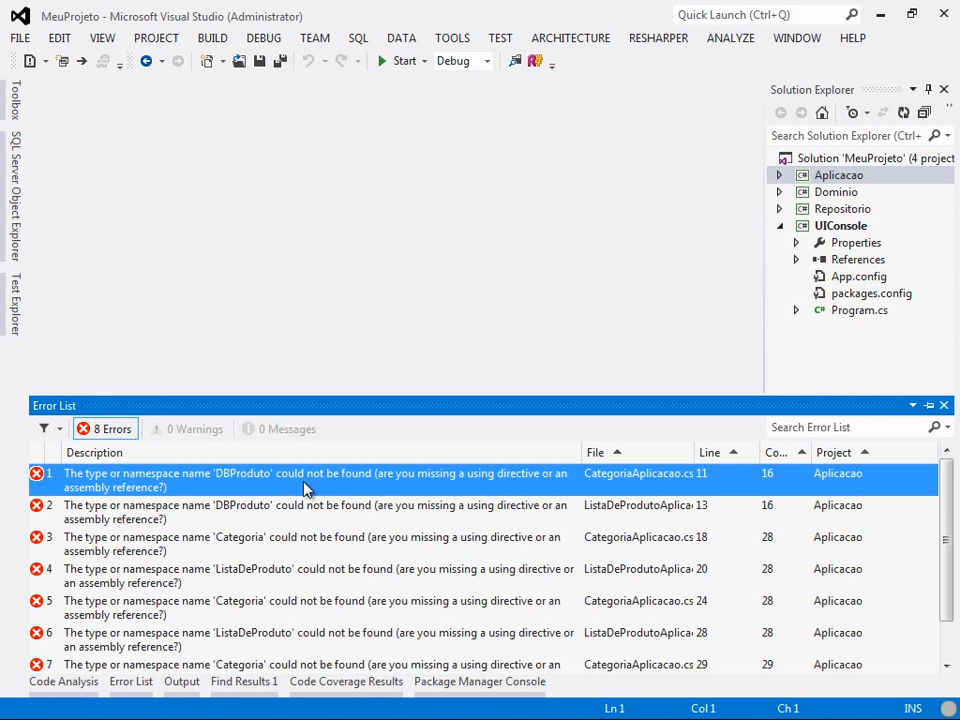 MeuProjeto - Microsoft Visual Studio (Administrator)
Quick Launch (Ctrl+Q)
FILE EDIT VIEW PROJECT BUILD DEBUG TEAM SQL DATA TOOLS TEST ARCHITECTURE RESHARPER ANALYZE WINDOW HELP
Start Debug
Toolbox
SQL Server Object Explorer
Test Explorer
Solution Explorer
Search Solution Explorer (Ctrl+
Solution 'MeuProjeto' (4 project
Aplicacao
Dominio
Repositorio
UIConsole
Properties
References
App.config
packages.config
Program.cs
Error List
8 Errors 0 Warnings 0 Messages
Search Error List
Description File Line Co... Project
1 The type or namespace name 'DBProduto' could not be found (are you missing a using directive or an CategoriaAplicacao.cs 11 16 Aplicacao
assembly reference?)
2 The type or namespace name 'DBProduto' could not be found (are you missing a using directive or an ListaDeProdutoAplica 13 16 Aplicacao
assembly reference?)
3 The type or namespace name 'Categoria' could not be found (are you missing a using directive or an CategoriaAplicacao.cs 18 28 Aplicacao
assembly reference?)
4 The type or namespace name 'ListaDeProduto' could not be found (are you missing a using directive or ListaDeProdutoAplica 20 28 Aplicacao
an assembly reference?)
5 The type or namespace name 'Categoria' could not be found (are you missing a using directive or an CategoriaAplicacao.cs 24 28 Aplicacao
assembly reference?)
6 The type or namespace name 'ListaDeProduto' could not be found (are you missing a using directive or ListaDeProdutoAplica 28 28 Aplicacao
an assembly reference?)
7 The type or namespace name 'Categoria' could not be found (are you missing a using directive or an CategoriaAplicacao.cs 29 29 Aplicacao
Code Analysis Error List Output Find Results 1 Code Coverage Results Package Manager Console
Ln 1 Col 1 Ch 1 INS